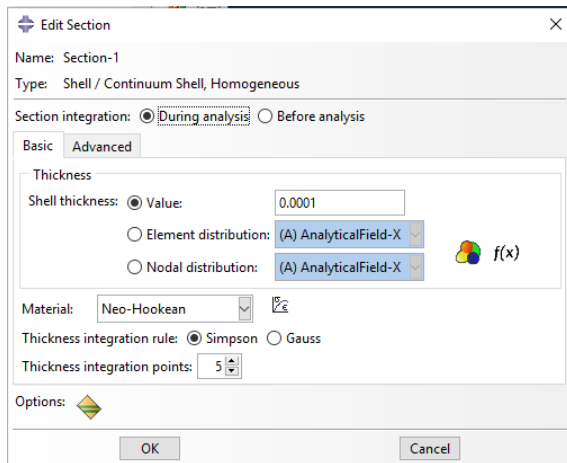 Edit Section
Name: Section-1
Type: Shell / Continuum Shell, Homogeneous
Section integration: During analysis Before analysis
Basic Advanced
Thickness
Shell thickness: Value: 0.0001
Element distribution: (A) AnalyticalField-X
Nodal distribution: (A) AnalyticalField-X
f(x)
Material: Neo-Hookean
Thickness integration rule: Simpson Gauss
Thickness integration points: 5
Options:
OK Cancel